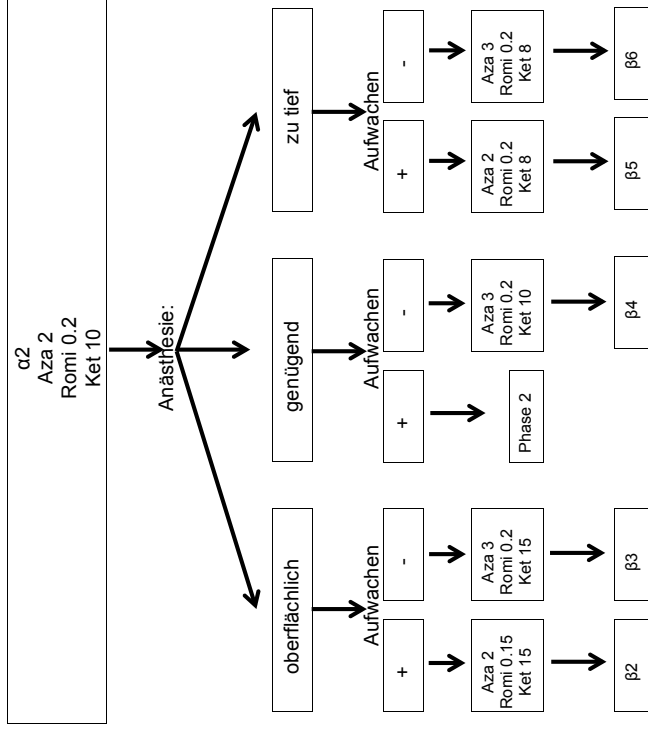 α2
Aza 2
Romi 0.2
Ket 10
Anästhesie:
oberflächlich
genügend
zu tief
Aufwachen
Aufwachen
Aufwachen
+
-
+
-
+
-
Aza 2
Romi 0.15
Ket 15
Aza 3
Romi 0.2
Ket 15
Phase 2
Aza 3
Romi 0.2
Ket 10
Aza 2
Romi 0.2
Ket 8
Aza 3
Romi 0.2
Ket 8
β2
β3
β4
β5
β6